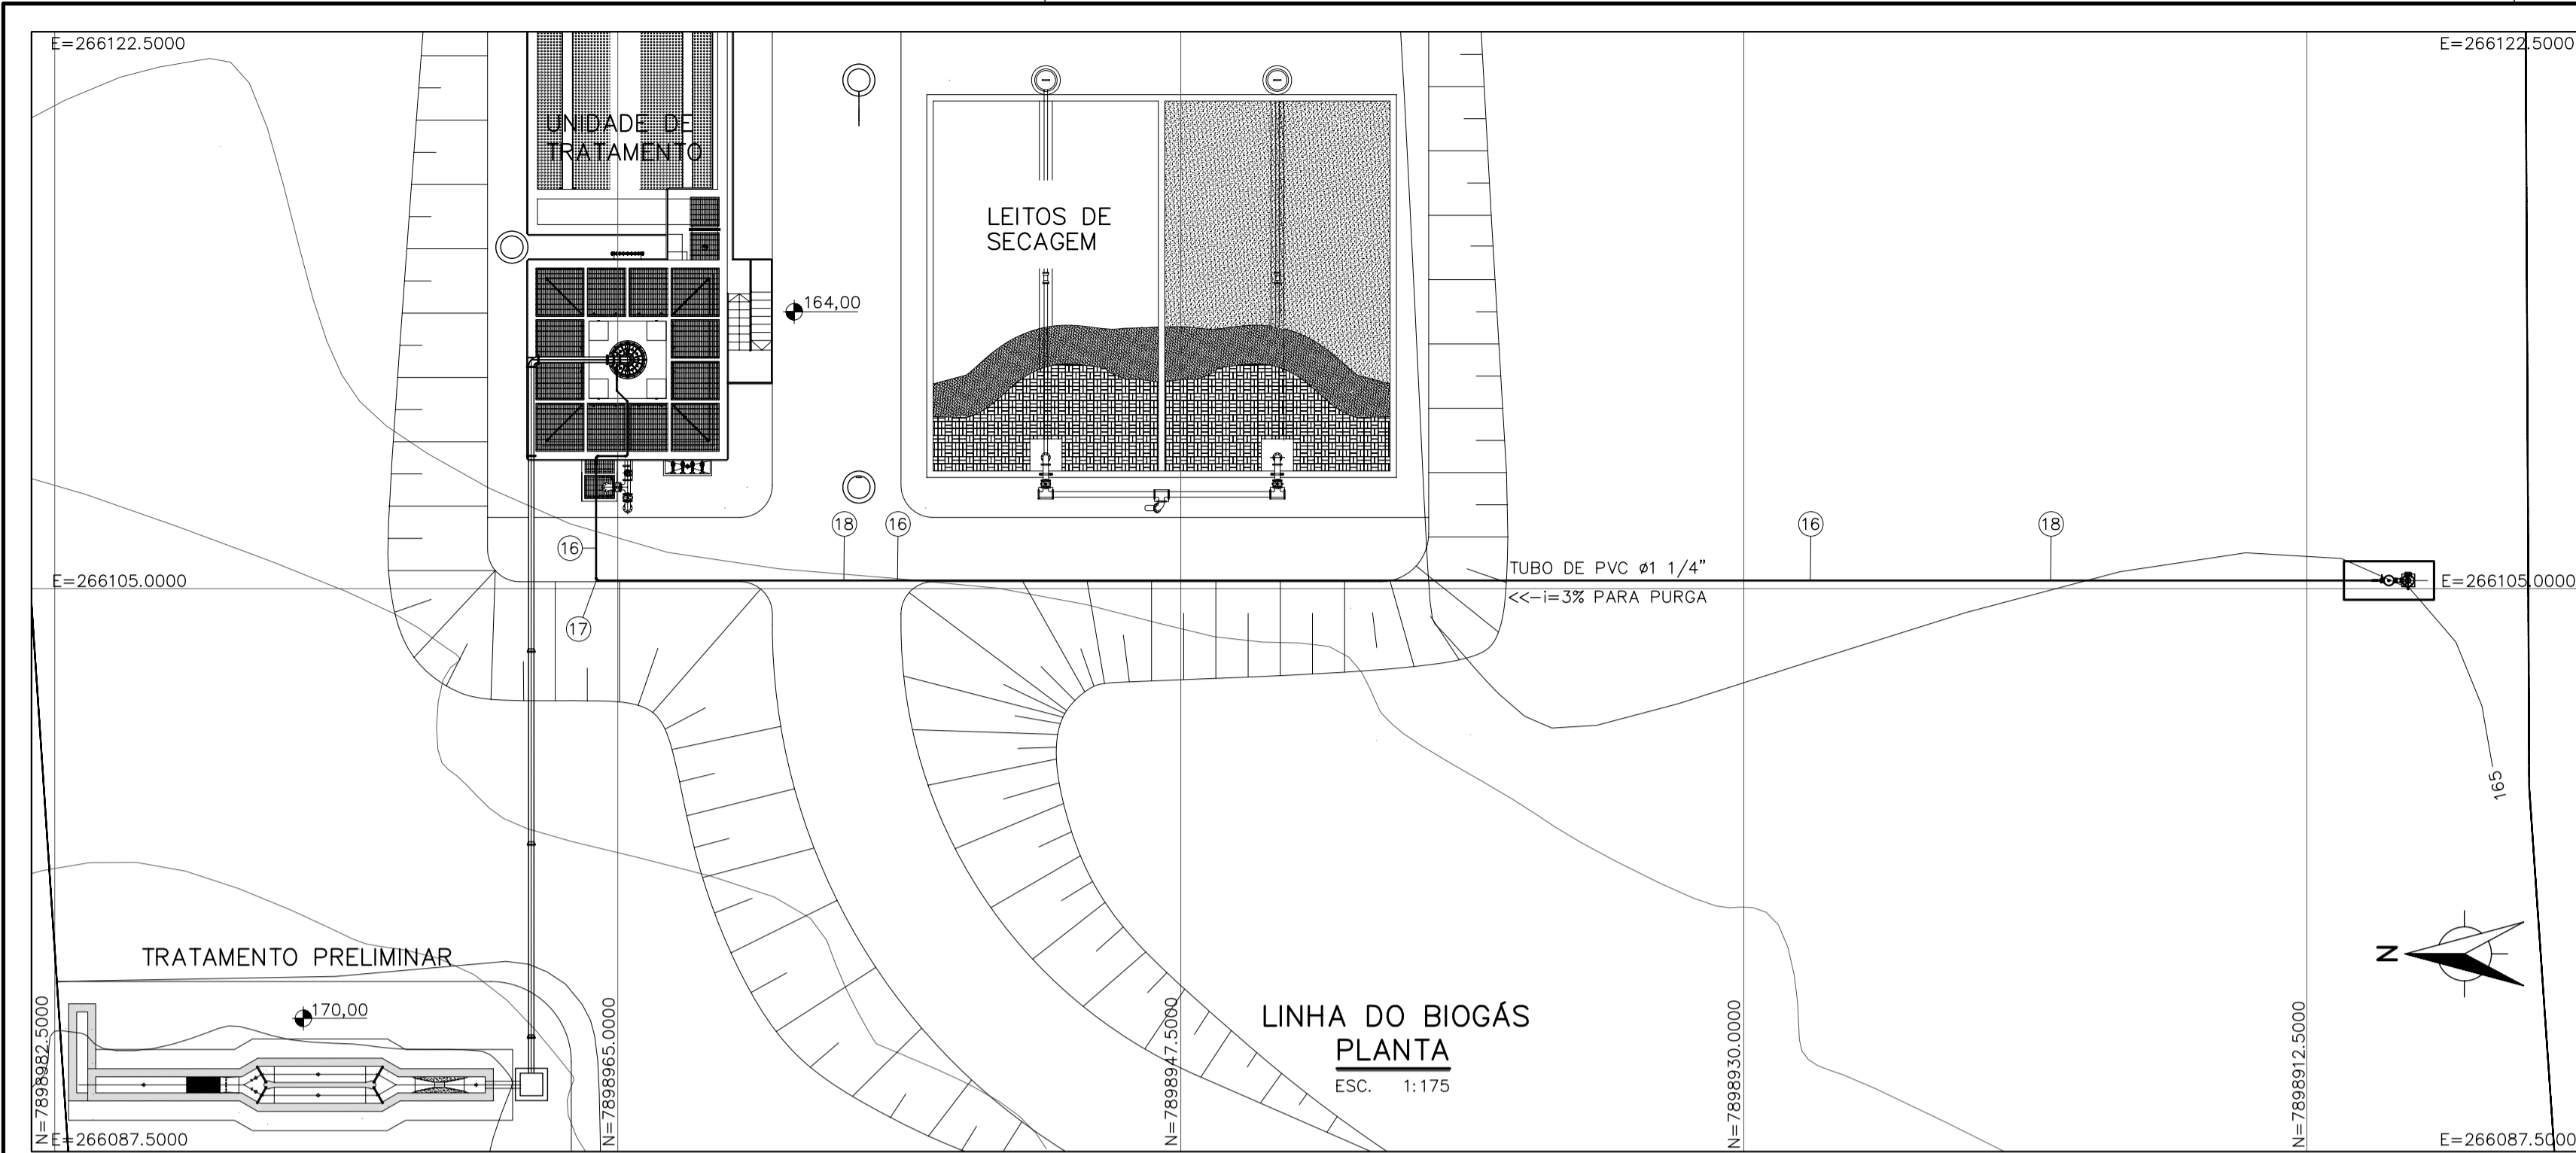 E=266122.5000
E=266122.5000
UNIDADE DE
TRATAMENTO
LEITOS DE
SECAGEM
164,00
18
16
16
18
16
TUBO DE PVC ø1 1/4"
E=266105.0000
E=266105.0000
<<-i=3% PARA PURGA
17
165
TRATAMENTO PRELIMINAR
N
170,00
LINHA DO BIOGÁS
PLANTA
ESC. 1:175
N=7898982.5000
N=7898965.0000
N=7898947.5000
N=7898930.0000
N=7898912.5000
E=266087.5000
E=266087.5000